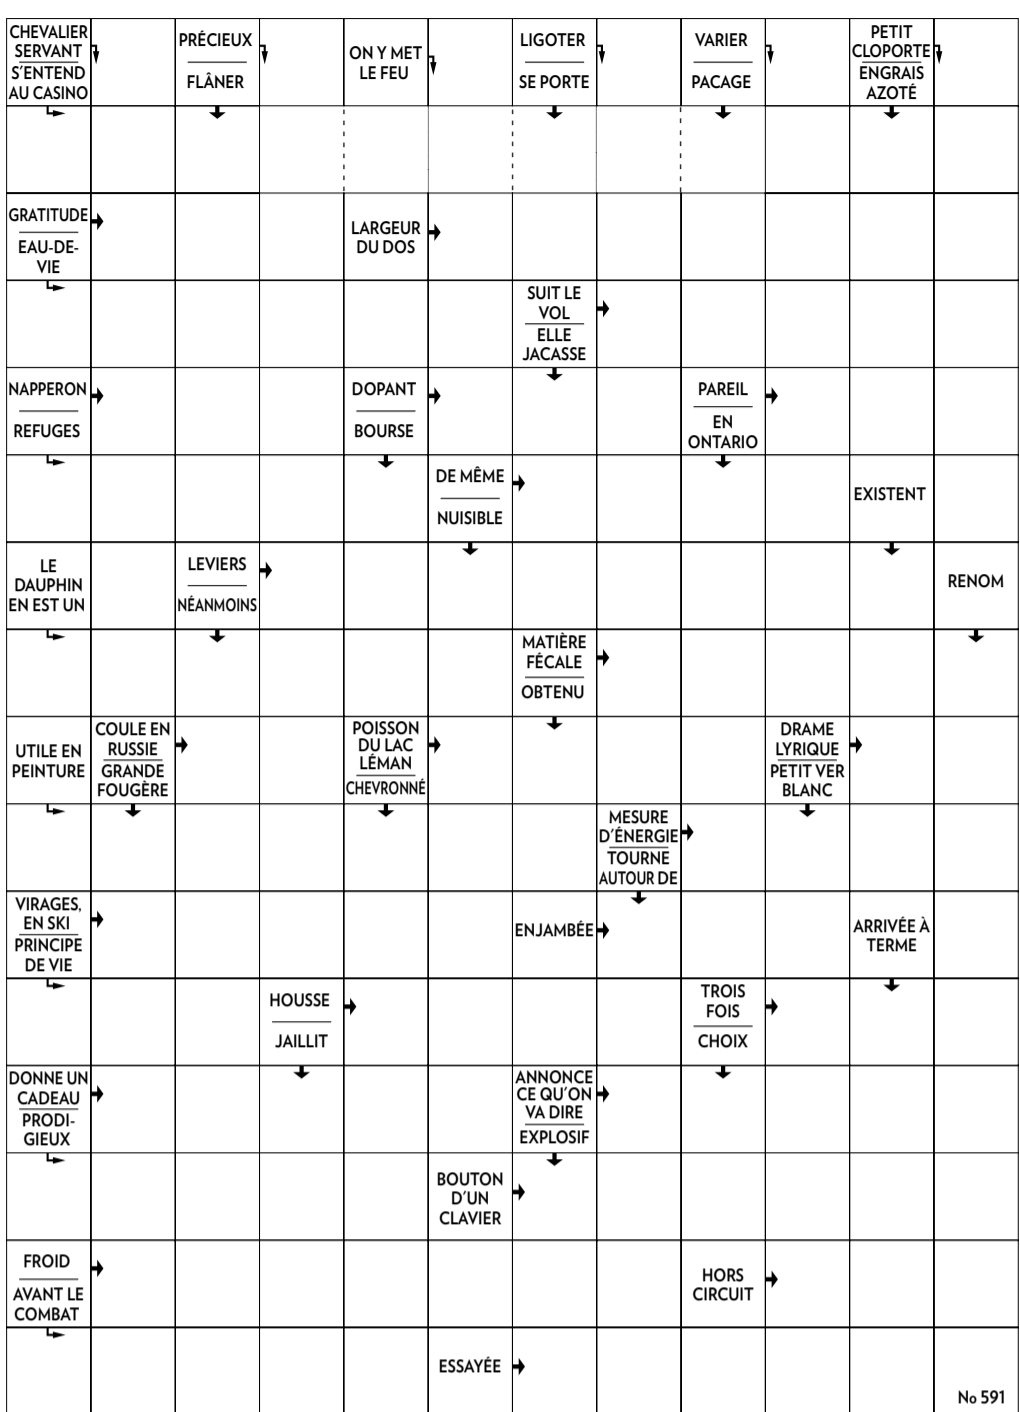 CHEVALIER
SERVANT
S'ENTEND
AU CASINO
PRÉCIEUX
FLÂNER
ON Y MET
LE FEU
LIGOTER
SE PORTE
VARIER
PACAGE
PETIT
CLOPORTE
ENGRAIS
AZOTÉ
GRATITUDE
EAU-DE-
VIE
LARGEUR
DU DOS
SUIT LE
VOL
ELLE
JACASSE
NAPPERON
REFUGES
DOPANT
BOURSE
PAREIL
EN
ONTARIO
DE MÊME
NUISIBLE
EXISTENT
LE
DAUPHIN
EN EST UN
LEVIERS
NÉANMOINS
RENOM
MATIÈRE
FÉCALE
OBTENU
UTILE EN
PEINTURE
COULE EN
RUSSIE
GRANDE
FOUGÈRE
POISSON
DU LAC
LÉMAN
CHEVRONNÉ
DRAME
LYRIQUE
PETIT VER
BLANC
MESURE
D'ÉNERGIE
TOURNE
AUTOUR DE
VIRAGES,
EN SKI
PRINCIPE
DE VIE
ENJAMBÉE
ARRIVÉE À
TERME
HOUSSE
JAILLIT
TROIS
FOIS
CHOIX
DONNE UN
CADEAU
PRODI-
GIEUX
ANNONCE
CE QU'ON
VA DIRE
EXPLOSIF
BOUTON
D'UN
CLAVIER
FROID
AVANT LE
COMBAT
HORS
CIRCUIT
ESSAYÉE
No 591